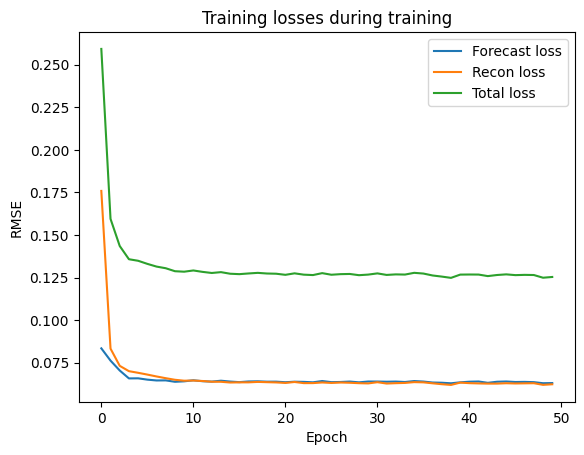 Training losses during training
Forecast loss
Recon loss
Total loss
RMSE
0.250
0.225
0.200
0.175
0.150
0.125
0.100
0.075
0
10
20
30
40
50
Epoch